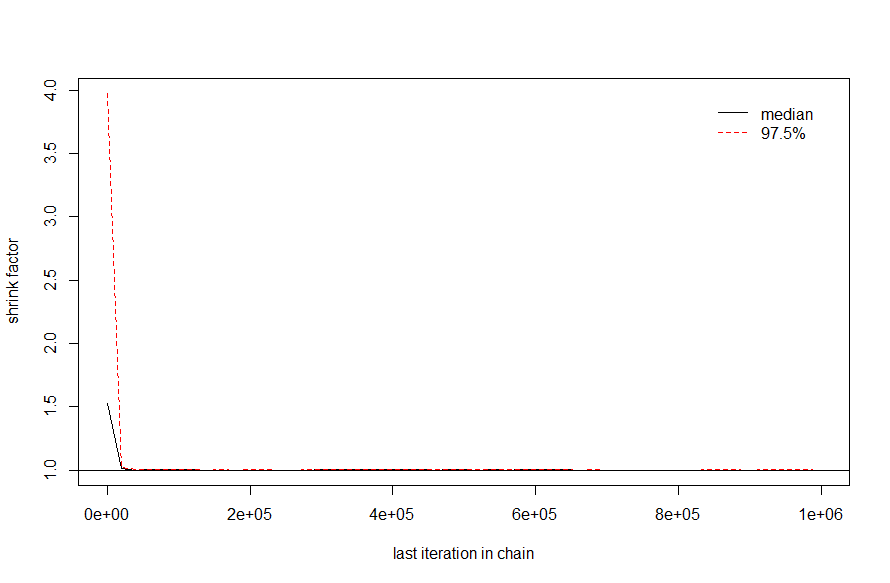 median
97.5%
4.0
3.5
3.0
2.5
2.0
1.5
1.0
shrink factor
0e+00
2e+05
4e+05
6e+05
8e+05
1e+06
last iteration in chain